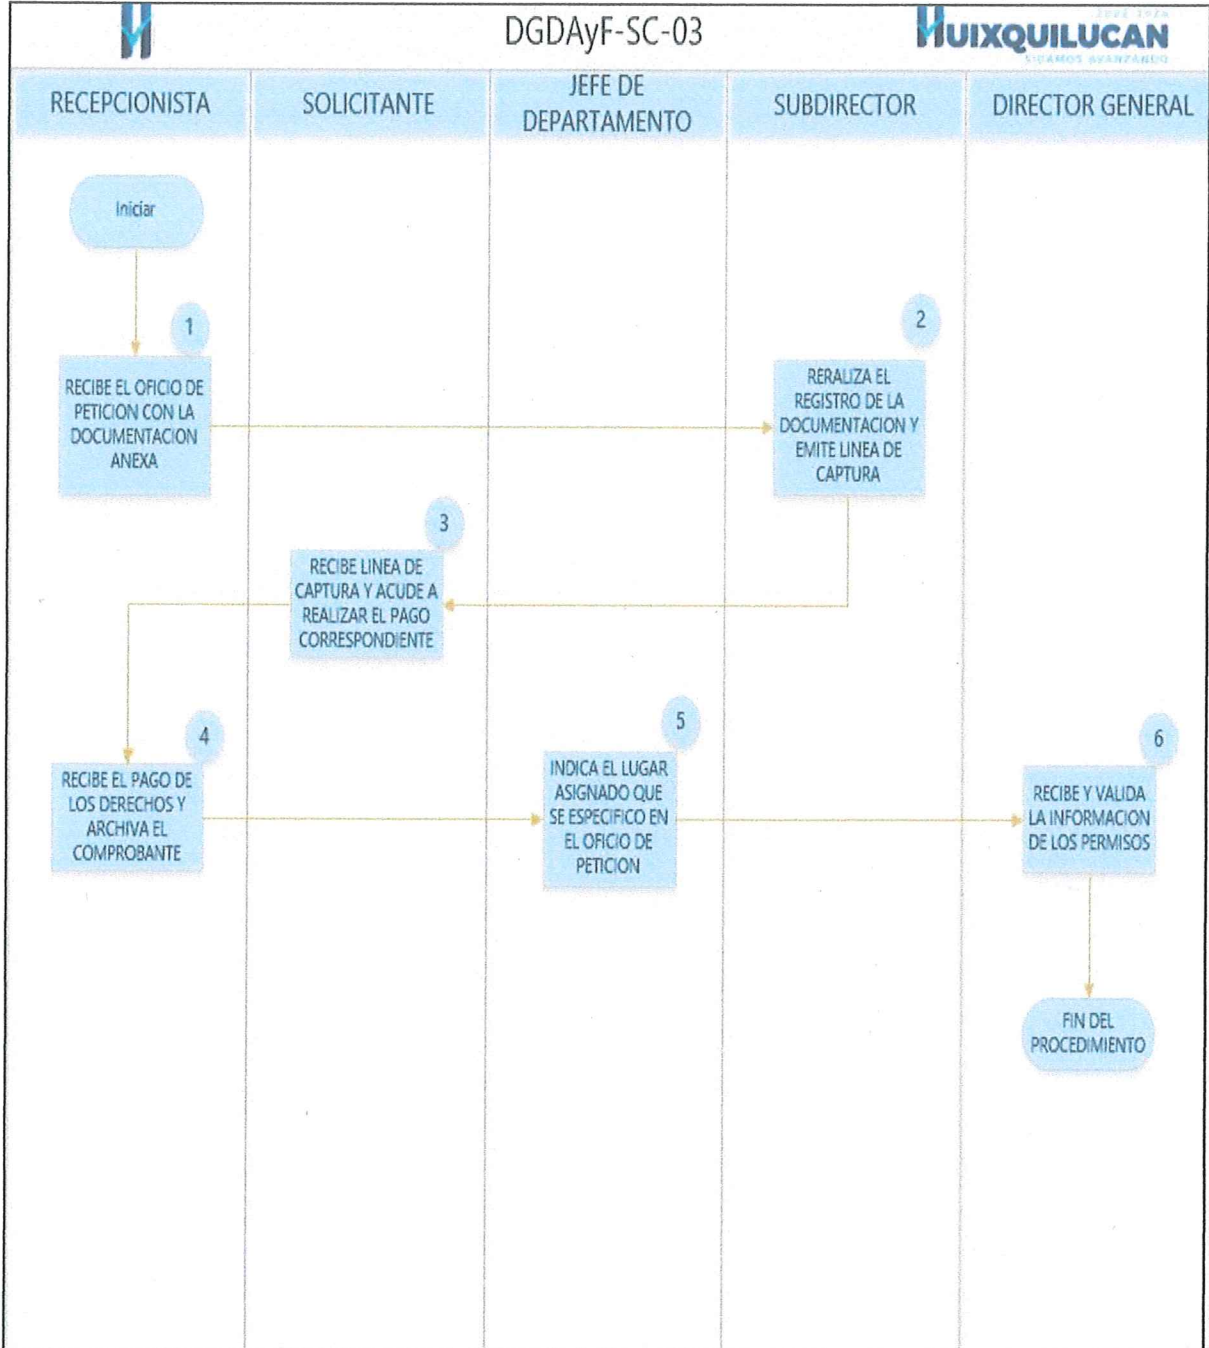 DGDAyF-SC-03
HUIXQUILUCAN
SIGAMOS AVANZANDO
RECEPCIONISTA
SOLICITANTE
JEFE DE
DEPARTAMENTO
SUBDIRECTOR
DIRECTOR GENERAL
Iniciar
1
RECIBE EL OFICIO DE
PETICION CON LA
DOCUMENTACION
ANEXA
2
RERALIZA EL
REGISTRO DE LA
DOCUMENTACION Y
EMITE LINEA DE
CAPTURA
3
RECIBE LINEA DE
CAPTURA Y ACUDE A
REALIZAR EL PAGO
CORRESPONDIENTE
4
RECIBE EL PAGO DE
LOS DERECHOS Y
ARCHIVA EL
COMPROBANTE
5
INDICA EL LUGAR
ASIGNADO QUE
SE ESPECIFICO EN
EL OFICIO DE
PETICION
6
RECIBE Y VALIDA
LA INFORMACION
DE LOS PERMISOS
FIN DEL
PROCEDIMIENTO